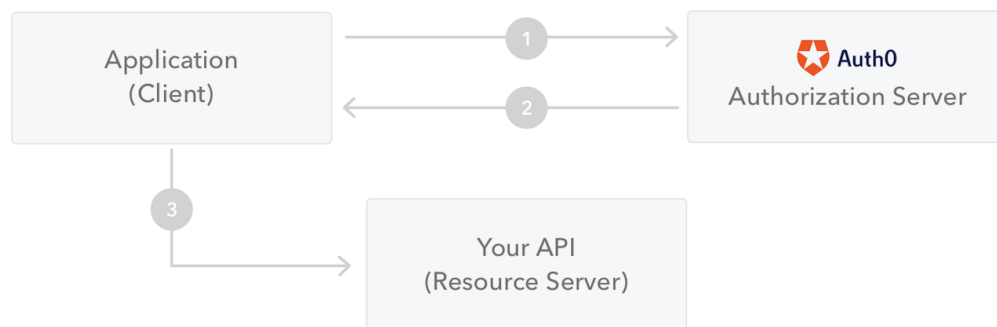 Application
(Client)
1
Auth0
Authorization Server
2
3
Your API
(Resource Server)